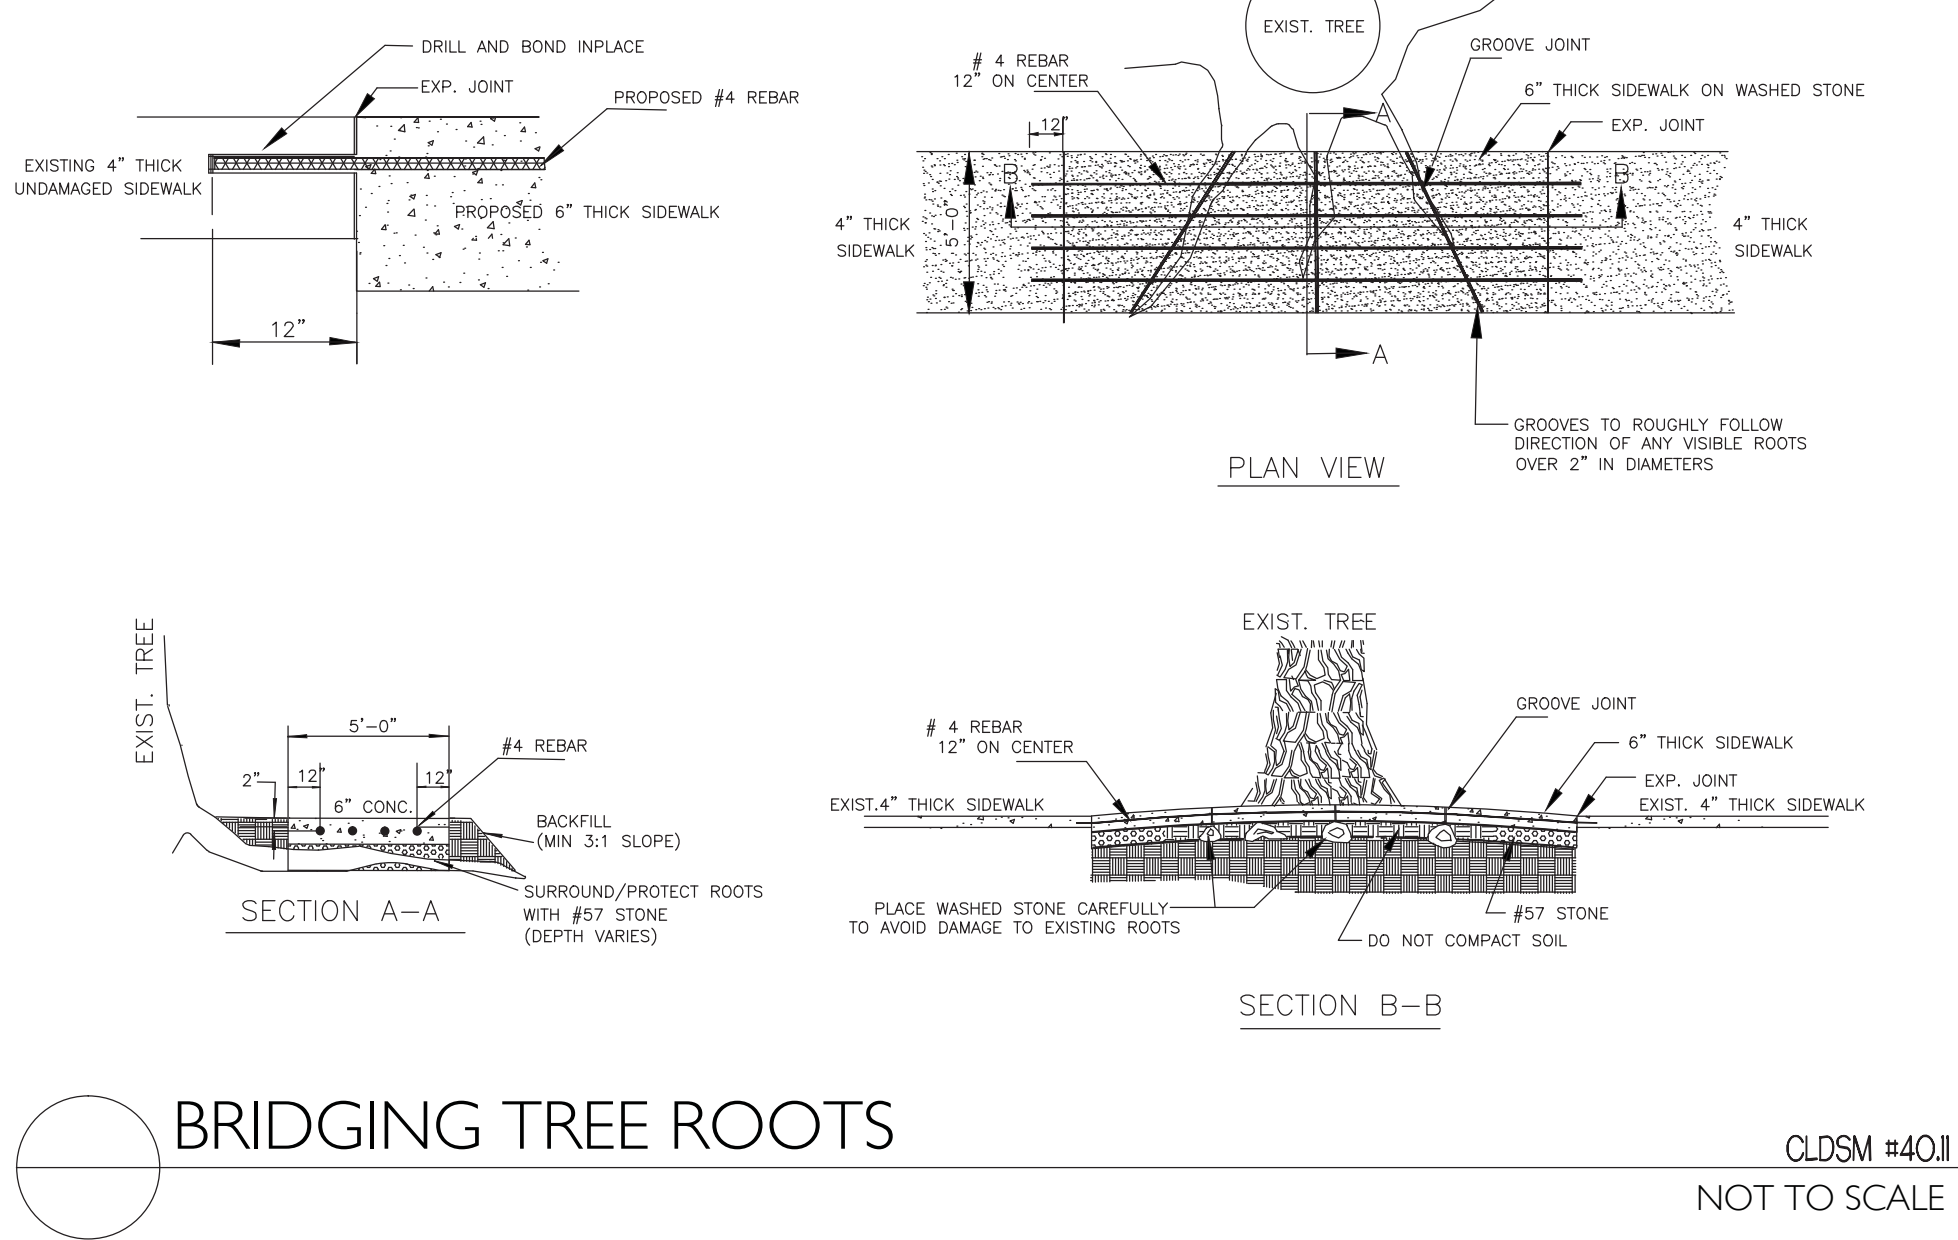 DRILL AND BOND INPLACE
EXP. JOINT
PROPOSED #4 REBAR
EXISTING 4” THICK
UNDAMAGED SIDEWALK
PROPOSED 6” THICK SIDEWALK
12”
EXIST. TREE
# 4 REBAR
12” ON CENTER
GROOVE JOINT
6” THICK SIDEWALK ON WASHED STONE
EXP. JOINT
12”
A
B
B
5’-0”
4” THICK
SIDEWALK
4” THICK
SIDEWALK
A
GROOVES TO ROUGHLY FOLLOW
DIRECTION OF ANY VISIBLE ROOTS
OVER 2” IN DIAMETERS
PLAN VIEW
EXIST. TREE
5’-0”
#4 REBAR
2”
12”
12”
6” CONC.
BACKFILL
(MIN 3:1 SLOPE)
SURROUND/PROTECT ROOTS
WITH #57 STONE
(DEPTH VARIES)
SECTION A-A
EXIST. TREE
# 4 REBAR
12” ON CENTER
GROOVE JOINT
6” THICK SIDEWALK
EXP. JOINT
EXIST.4” THICK SIDEWALK
EXIST. 4” THICK SIDEWALK
PLACE WASHED STONE CAREFULLY
TO AVOID DAMAGE TO EXISTING ROOTS
#57 STONE
DO NOT COMPACT SOIL
SECTION B-B
BRIDGING TREE ROOTS
CLDSM #40.11
NOT TO SCALE